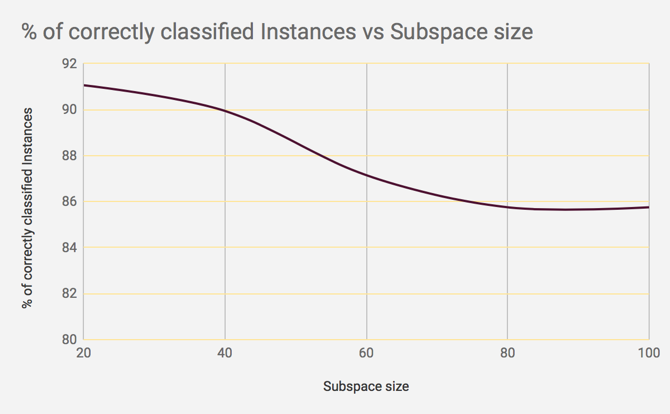 % of correctly classified Instances vs Subspace size
% of correctly classified Instances
92
90
88
86
84
82
80
20 40 60 80 100
Subspace size